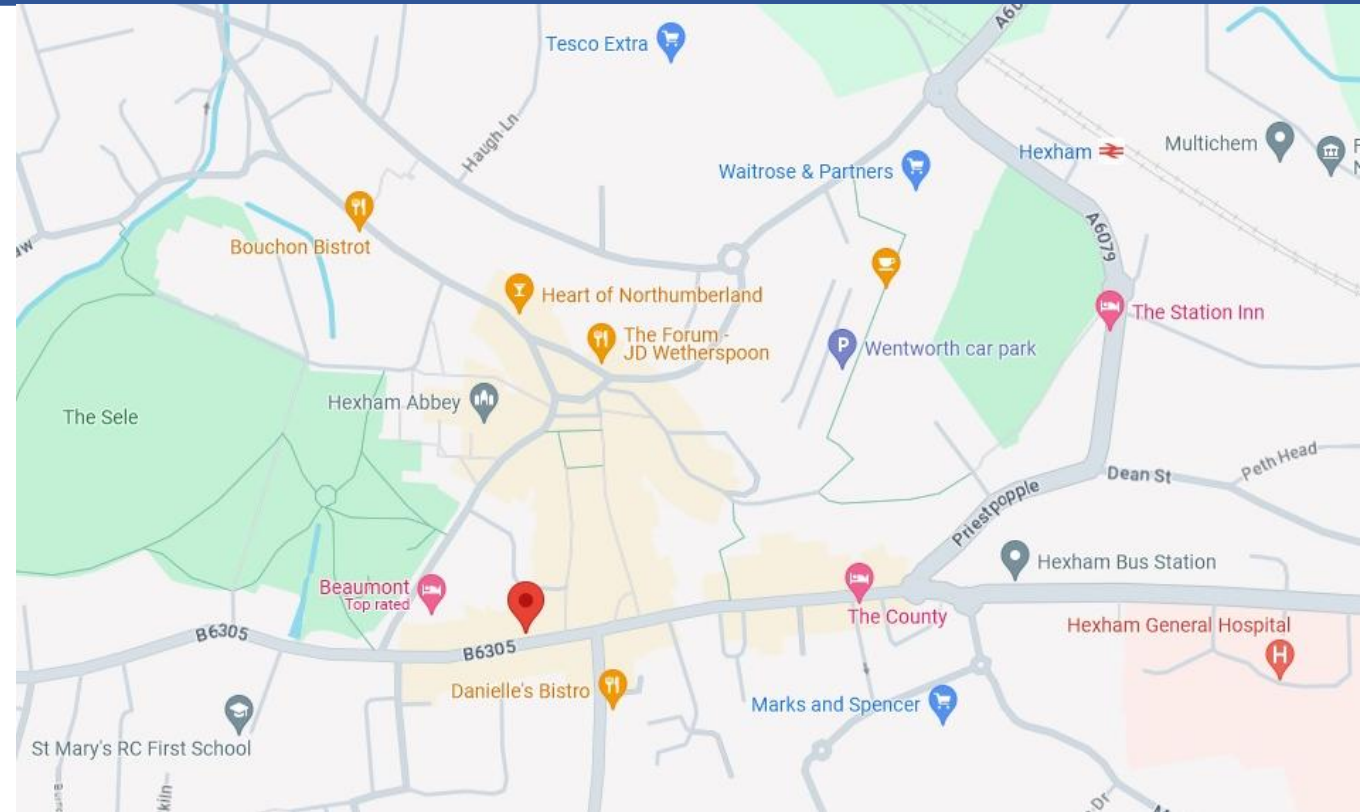 A60
Tesco Extra
Haugh Ln
Hexham
Multichem
Waitrose & Partners
A6079
Bouchon Bistrot
Heart of Northumberland
The Station Inn
The Forum -
JD Wetherspoon
P
Wentworth car park
Hexham Abbey
The Sele
Peth Head
Dean St
Priestpopple
Hexham Bus Station
Beaumont
Top rated
The County
Hexham General Hospital
H
B6305
B6305
Danielle's Bistro
Marks and Spencer
St Mary's RC First School